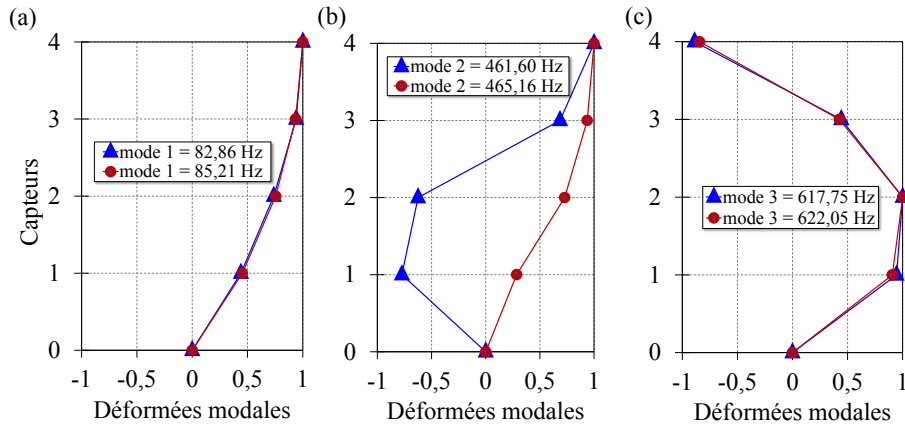 (a)
(b)
(c)
4
3
2
1
0
Capteurs
mode 1 = 82,86 Hz
mode 1 = 85,21 Hz
-1 -0,5 0 0,5 1
Déformées modales
4
3
2
1
0
mode 2 = 461,60 Hz
mode 2 = 465,16 Hz
-1 -0,5 0 0,5 1
Déformées modales
4
3
2
1
0
mode 3 = 617,75 Hz
mode 3 = 622,05 Hz
-1 -0,5 0 0,5 1
Déformées modales